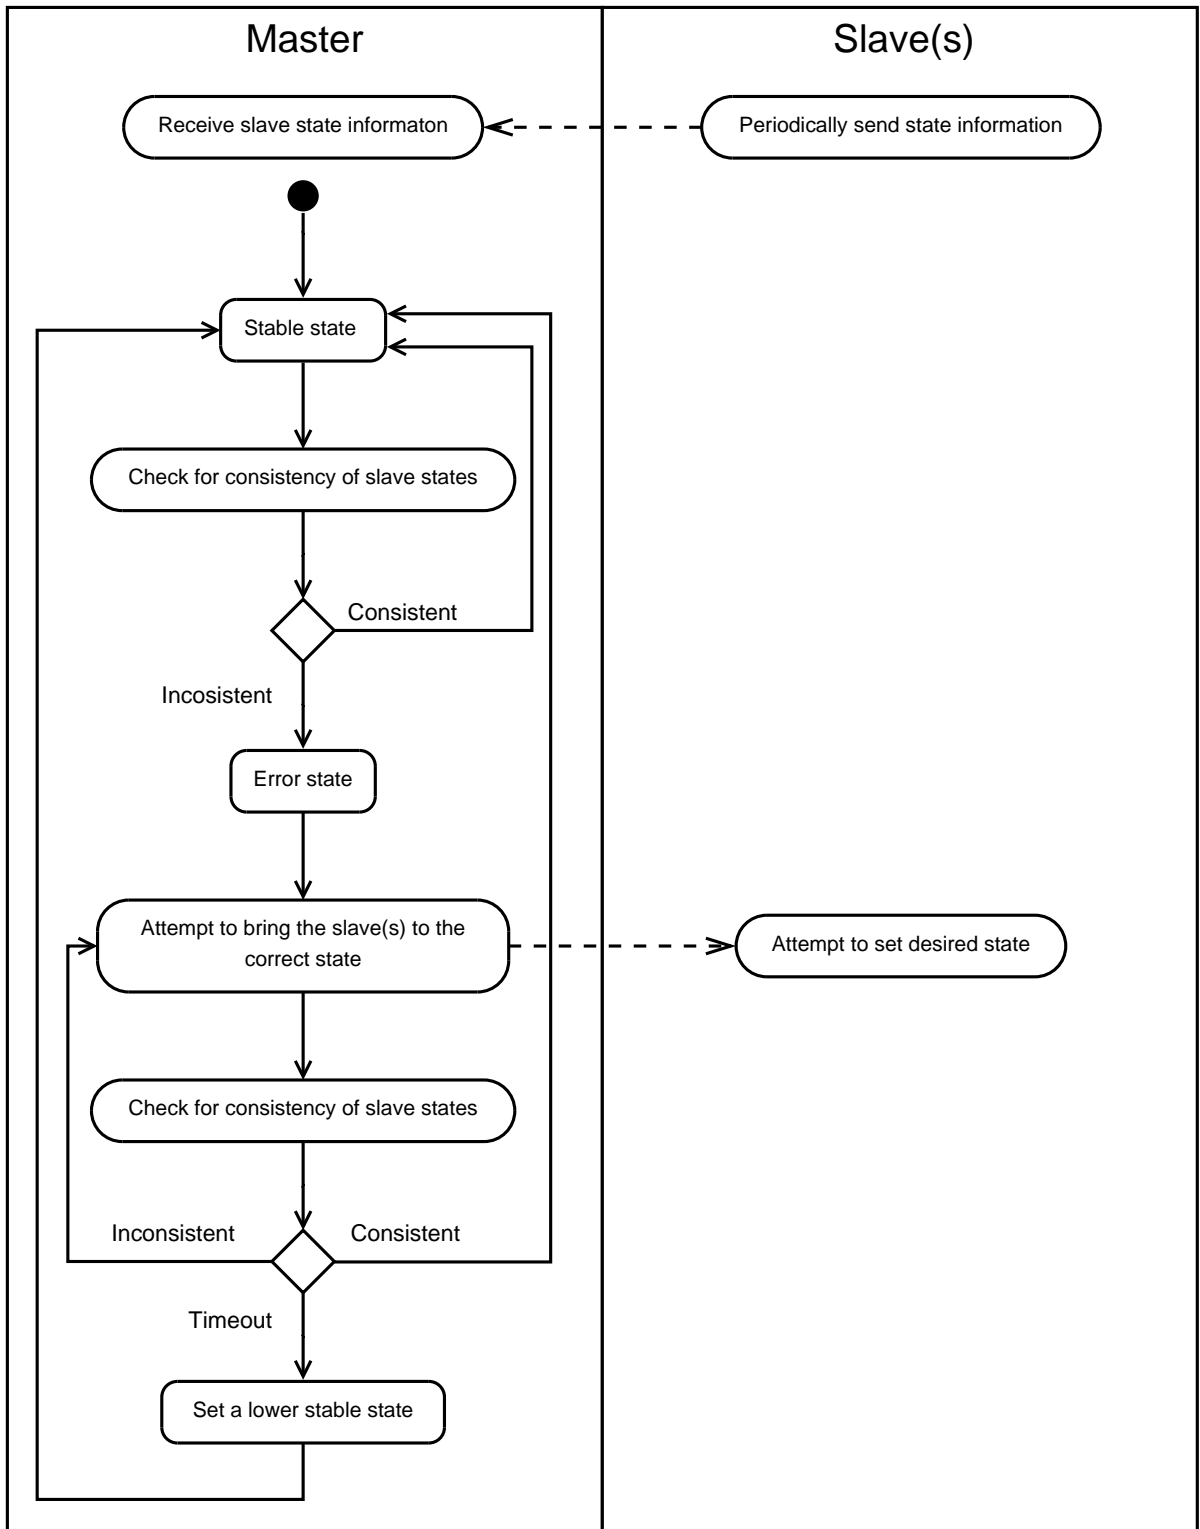 Master
Slave(s)
Receive slave state informaton
Periodically send state information
Stable state
Check for consistency of slave states
Consistent
Incosistent
Error state
Attempt to bring the slave(s) to the
correct state
Attempt to set desired state
Check for consistency of slave states
Inconsistent
Consistent
Timeout
Set a lower stable state